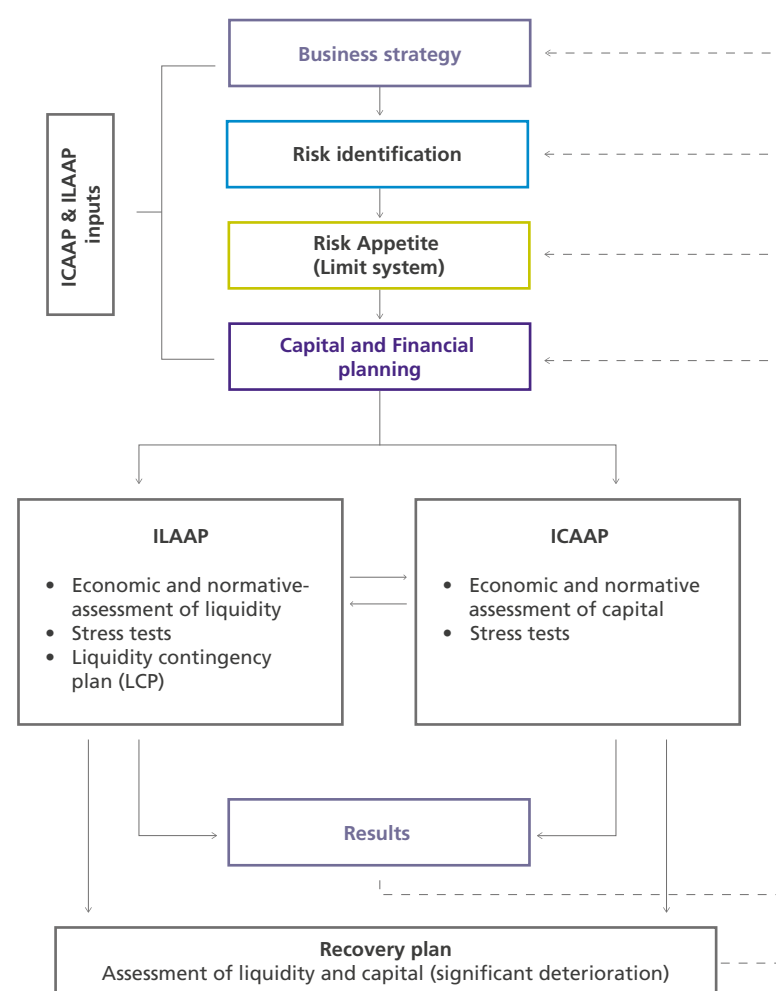 Business strategy
ICAAP & ILAAP
inputs
Risk identification
Risk Appetite
(Limit system)
Capital and Financial
planning
ILAAP
• Economic and normative-
assessment of liquidity
• Stress tests
• Liquidity contingency
plan (LCP)
ICAAP
• Economic and normative
assessment of capital
• Stress tests
Results
Recovery plan
Assessment of liquidity and capital (significant deterioration)